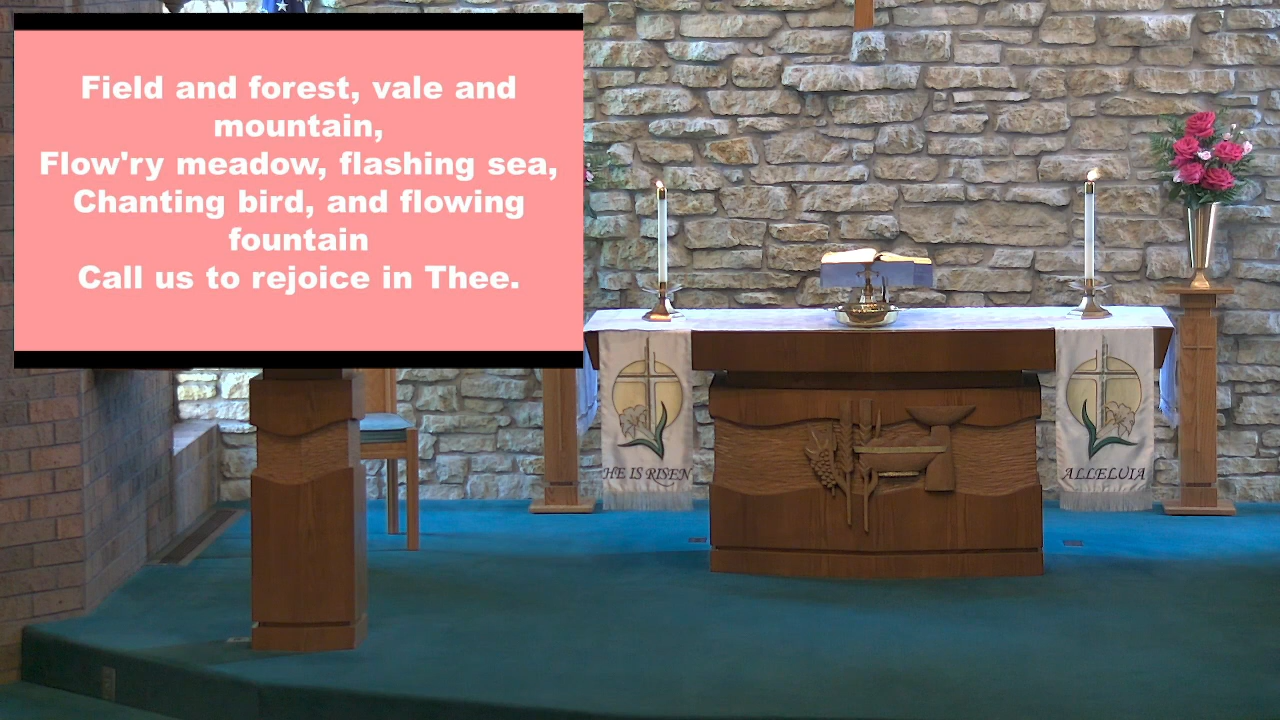 Field and forest, vale and
mountain,
Flow'ry meadow, flashing sea,
Chanting bird, and flowing
fountain
Call us to rejoice in Thee.
HE IS RISEN
ALLELUIA